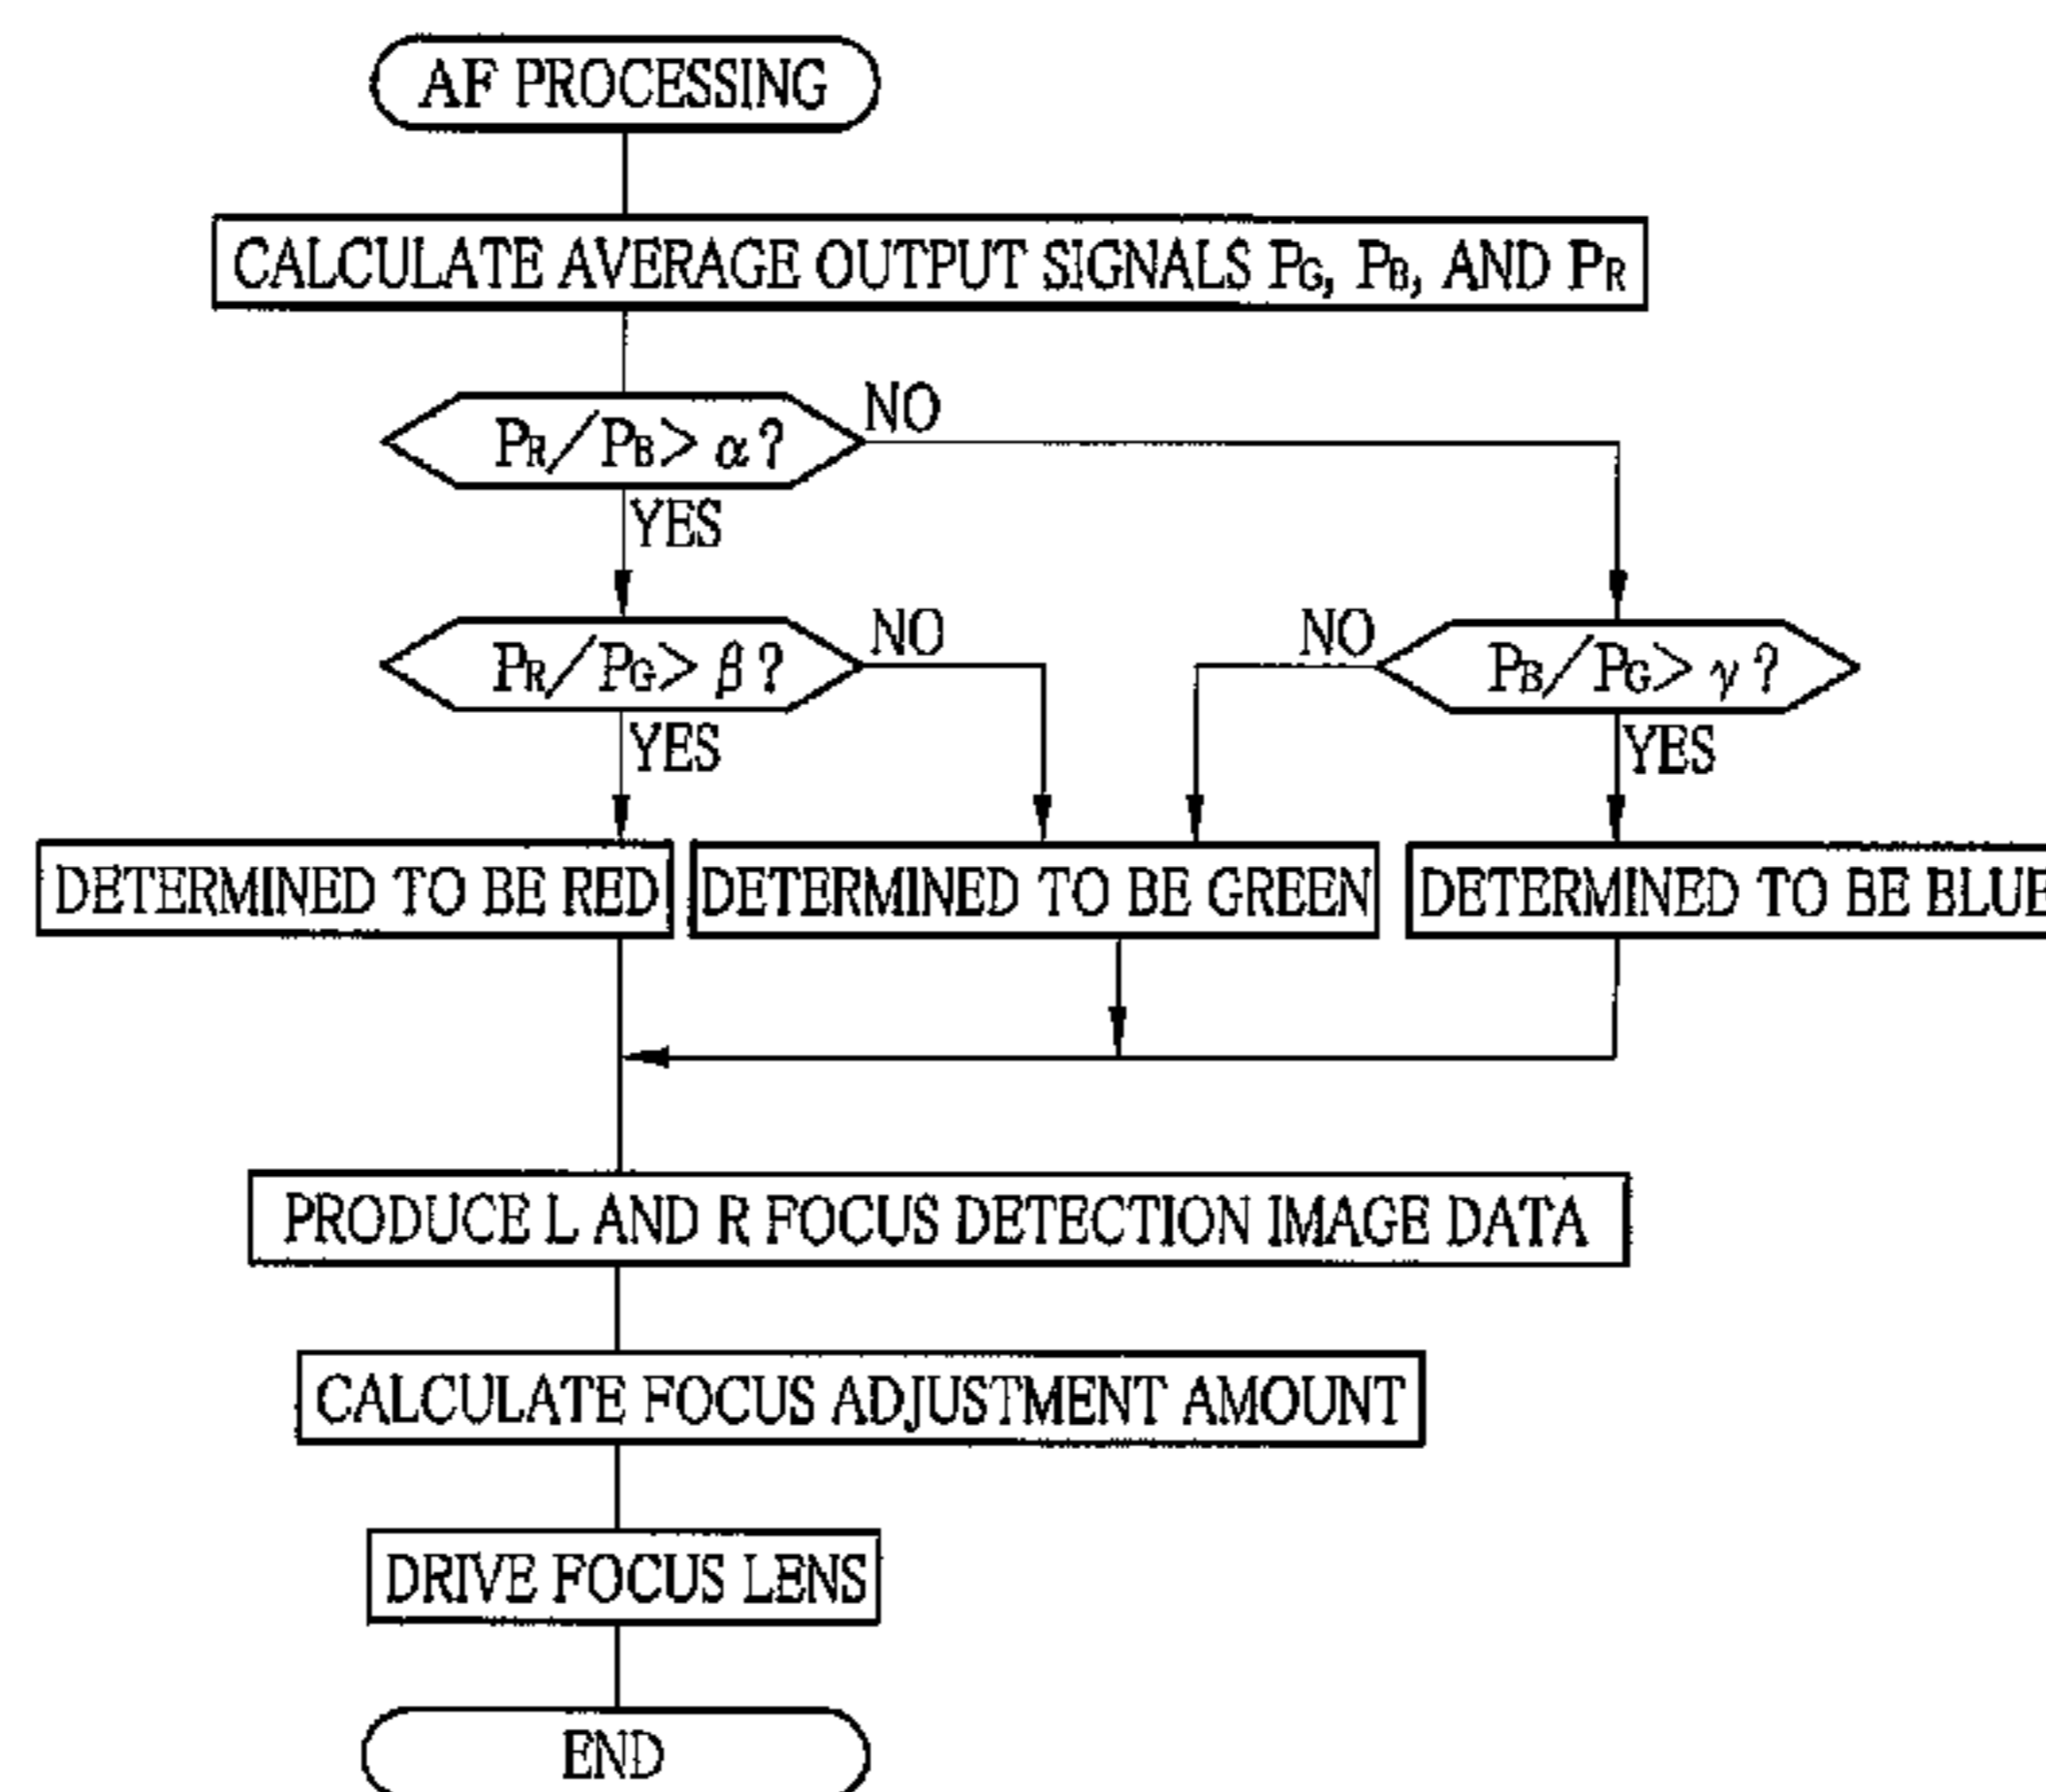 AF PROCESSING
CALCULATE AVERAGE OUTPUT SIGNALS PG, PB, AND PR
PR/PB> α?
NO
YES
PR/PG> β?
NO
NO
PB/PG> γ?
YES
YES
DETERMINED TO BE RED
DETERMINED TO BE GREEN
DETERMINED TO BE BLUE
PRODUCE L AND R FOCUS DETECTION IMAGE DATA
CALCULATE FOCUS ADJUSTMENT AMOUNT
DRIVE FOCUS LENS
END